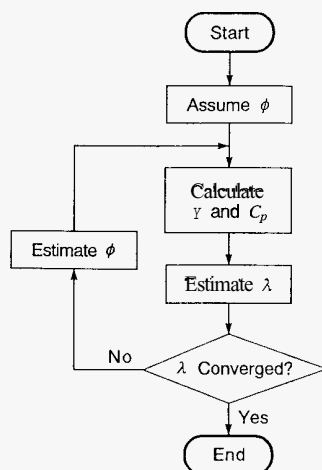 Start
Assume ϕ
Calculate
Y and Cp
Estimate ϕ
Estimate λ
No
λ Converged?
Yes
End